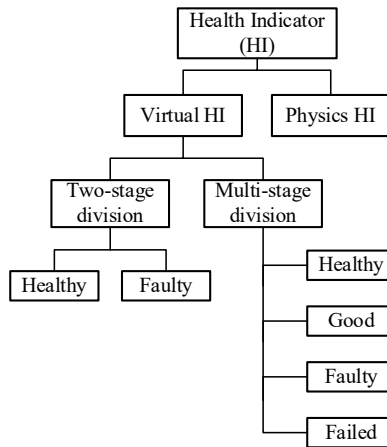 Health Indicator
(HI)
Virtual HI
Physics HI
Two-stage
division
Multi-stage
division
Healthy
Faulty
Healthy
Good
Faulty
Failed